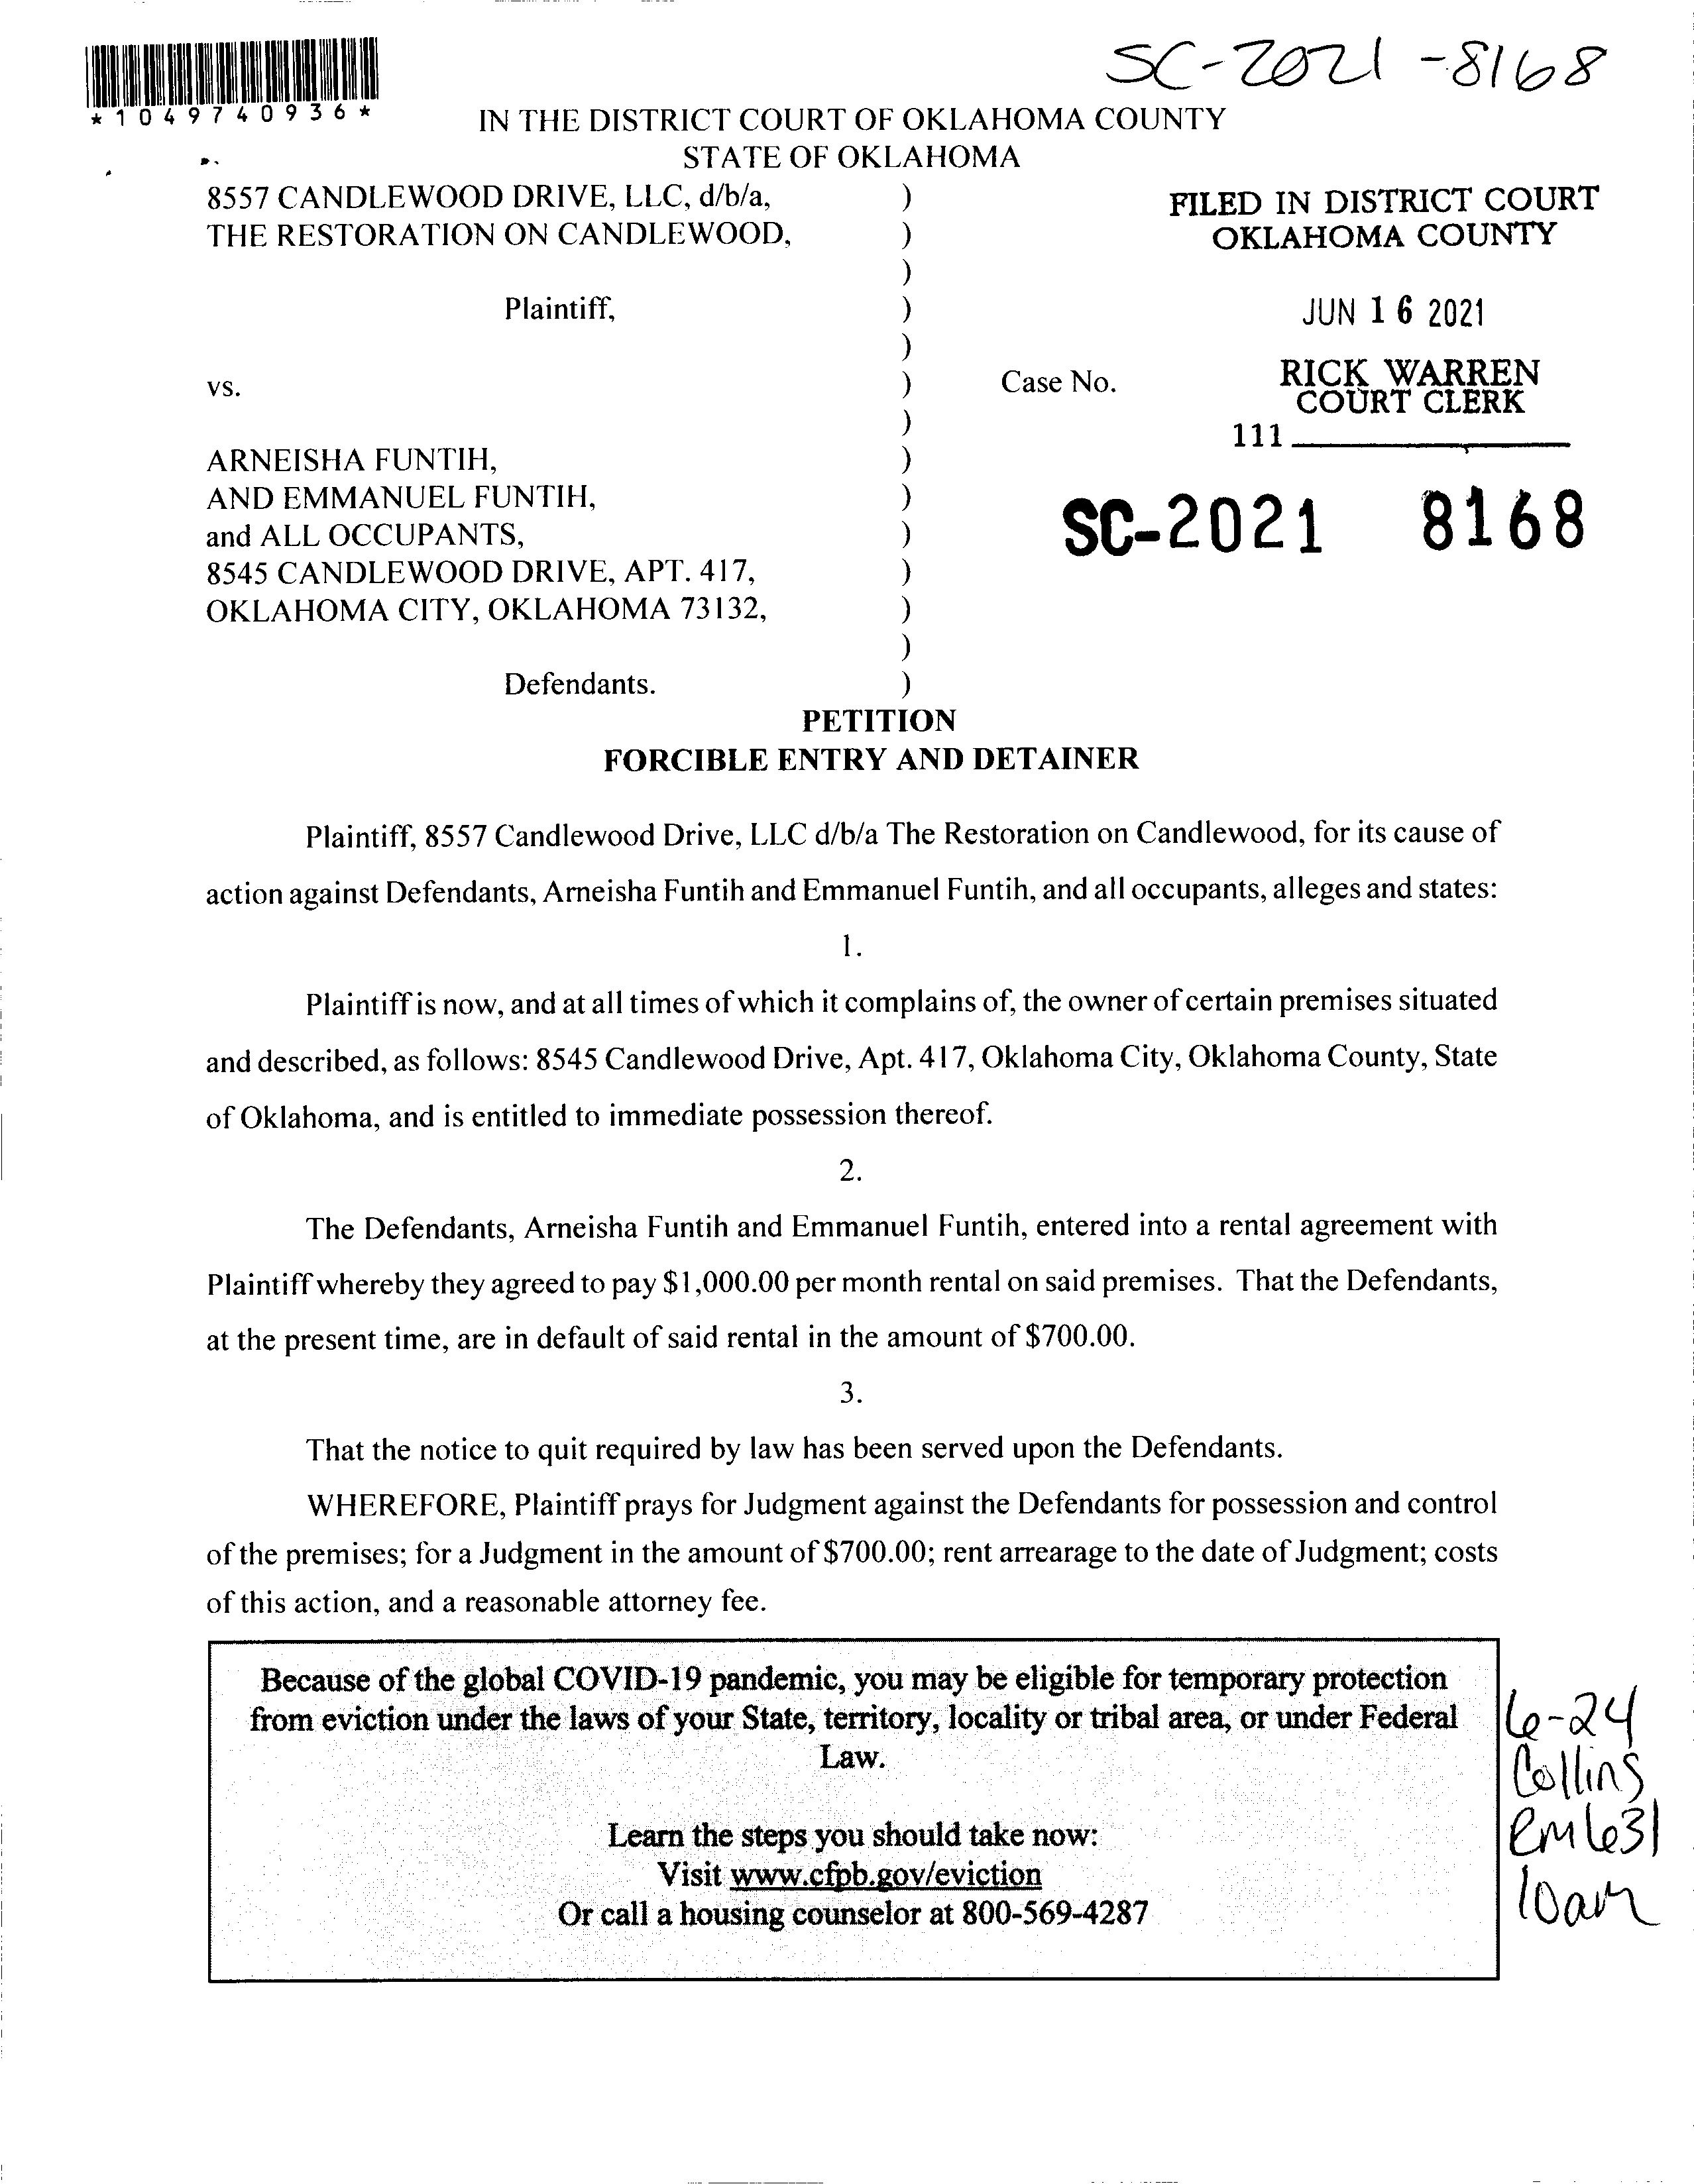 SC-2021-8168
*1049740936*
IN THE DISTRICT COURT OF OKLAHOMA COUNTY
STATE OF OKLAHOMA
8557 CANDLEWOOD DRIVE, LLC, d/b/a, )
THE RESTORATION ON CANDLEWOOD, )
)
Plaintiff, )
)
vs. )
)
ARNEISHA FUNTIH, )
AND EMMANUEL FUNTIH, )
and ALL OCCUPANTS, )
8545 CANDLEWOOD DRIVE, APT. 417, )
OKLAHOMA CITY, OKLAHOMA 73132, )
)
Defendants. )
FILED IN DISTRICT COURT
OKLAHOMA COUNTY
JUN 16 2021
Case No.
RICK WARREN
COURT CLERK
111
SC-2021 8168
PETITION
FORCIBLE ENTRY AND DETAINER
Plaintiff, 8557 Candlewood Drive, LLC d/b/a The Restoration on Candlewood, for its cause of
action against Defendants, Arneisha Funtih and Emmanuel Funtih, and all occupants, alleges and states:
1.
Plaintiff is now, and at all times of which it complains of, the owner of certain premises situated
and described, as follows: 8545 Candlewood Drive, Apt. 417, Oklahoma City, Oklahoma County, State
of Oklahoma, and is entitled to immediate possession thereof.
2.
The Defendants, Arneisha Funtih and Emmanuel Funtih, entered into a rental agreement with
Plaintiff whereby they agreed to pay $1,000.00 per month rental on said premises. That the Defendants,
at the present time, are in default of said rental in the amount of $700.00.
3.
That the notice to quit required by law has been served upon the Defendants.
WHEREFORE, Plaintiff prays for Judgment against the Defendants for possession and control
of the premises; for a Judgment in the amount of $700.00; rent arrearage to the date of Judgment; costs
of this action, and a reasonable attorney fee.
Because of the global COVID-19 pandemic, you may be eligible for temporary protection
from eviction under the laws of your State, territory, locality or tribal area, or under Federal
Law.
Learn the steps you should take now:
Visit www.cfpb.gov/eviction
Or call a housing counselor at 800-569-4287
6-24
Collins
Rm 631
10am